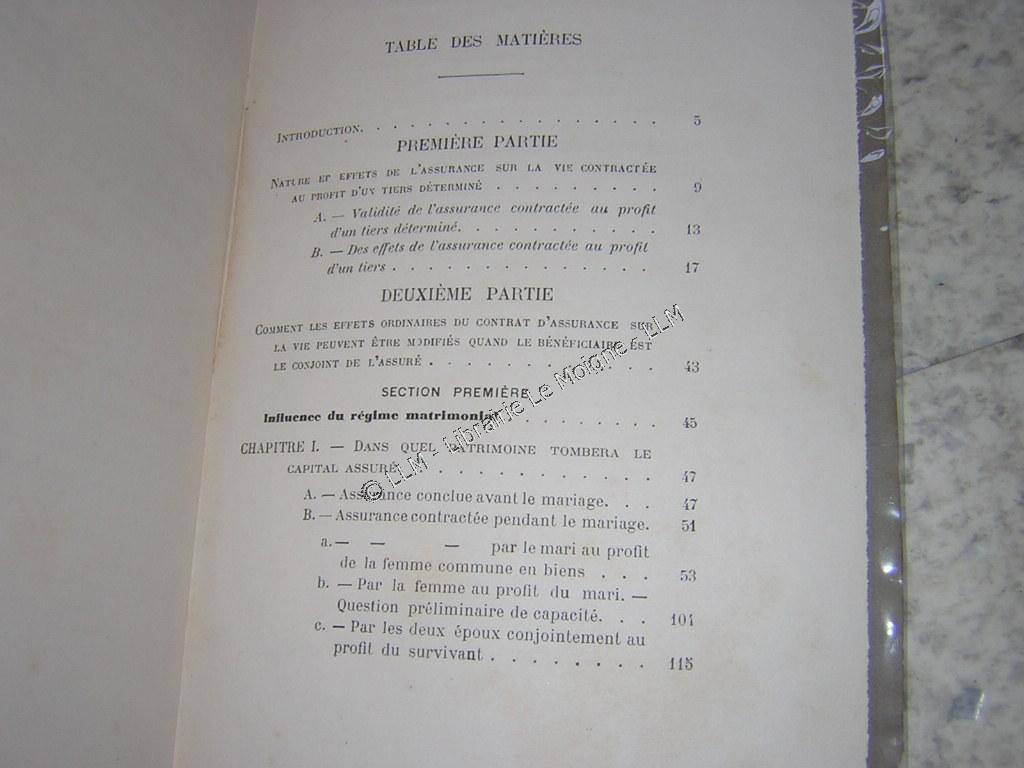 TABLE DES MATIÈRES
INTRODUCTION. . . . . . . . . . . . . . . . . 5
PREMIÈRE PARTIE
NATURE ET EFFETS DE L'ASSURANCE SUR LA VIE CONTRACTÉE
AU PROFIT D'UN TIERS DÉTERMINÉ . . . . . . . . . 9
A. — Validité de l'assurance contractée au profit
d'un tiers déterminé. . . . . . . . . . . 13
B. — Des effets de l'assurance contractée au profit
d'un tiers . . . . . . . . . . . . . . 17
DEUXIÈME PARTIE
COMMENT LES EFFETS ORDINAIRES DU CONTRAT D'ASSURANCE SUR
LA VIE PEUVENT ÊTRE MODIFIÉS QUAND LE BÉNÉFICIAIRE EST
LE CONJOINT DE L'ASSURÉ . . . . . . . . . . . . 43
SECTION PREMIÈRE
Influence du régime matrimonial . . . . . . . . 45
CHAPITRE I. — DANS QUEL PATRIMOINE TOMBERA LE
CAPITAL ASSURÉ . . . . . . . . . . . . 47
A. — Assurance conclue avant le mariage. . . 47
B. — Assurance contractée pendant le mariage. 51
a. — — — par le mari au profit
de la femme commune en biens . . . 53
b. — Par la femme au profit du mari. —
Question préliminaire de capacité. . . 101
c. — Par les deux époux conjointement au
profit du survivant . . . . . . . . 115
© LLM - Librairie Le Moigne - LLM